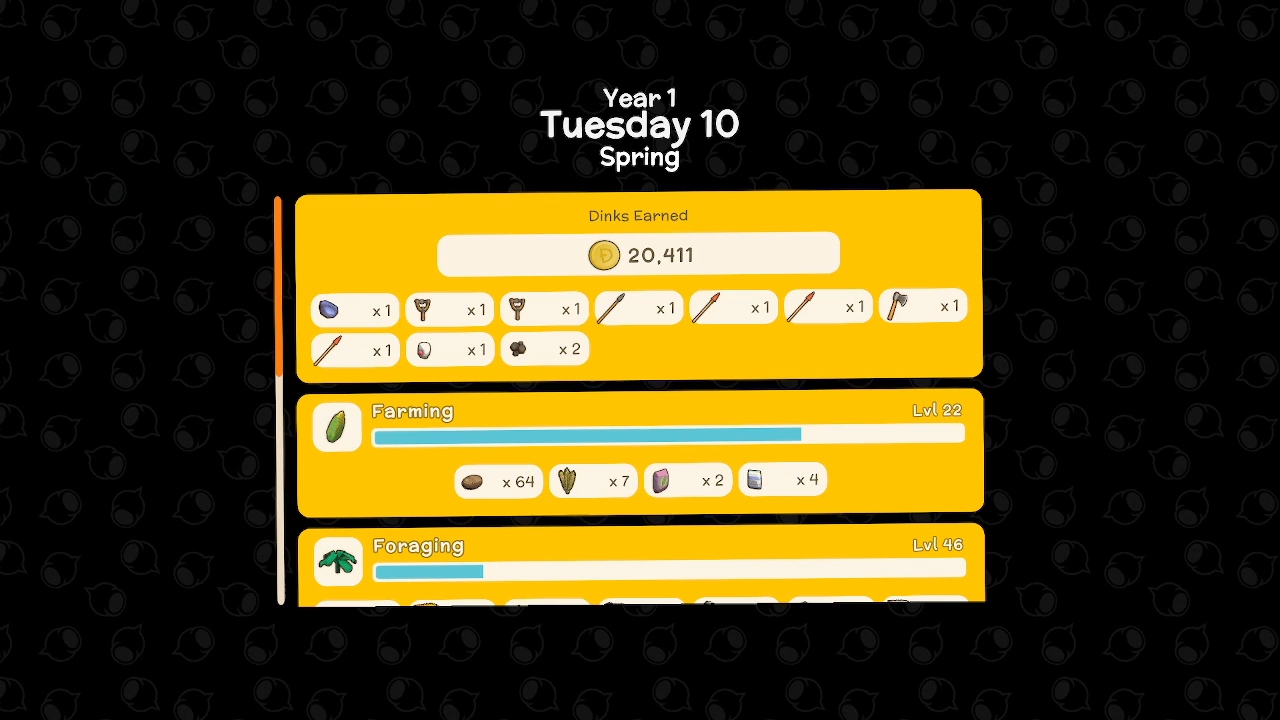 Year 1
Tuesday 10
Spring
Dinks Earned
20,411
x 1 x 1 x 1 x 1 x 1 x 1 x 1
x 1 x 1 x 2
Farming Lvl 22
x 64 x 7 x 2 x 4
Foraging Lvl 46